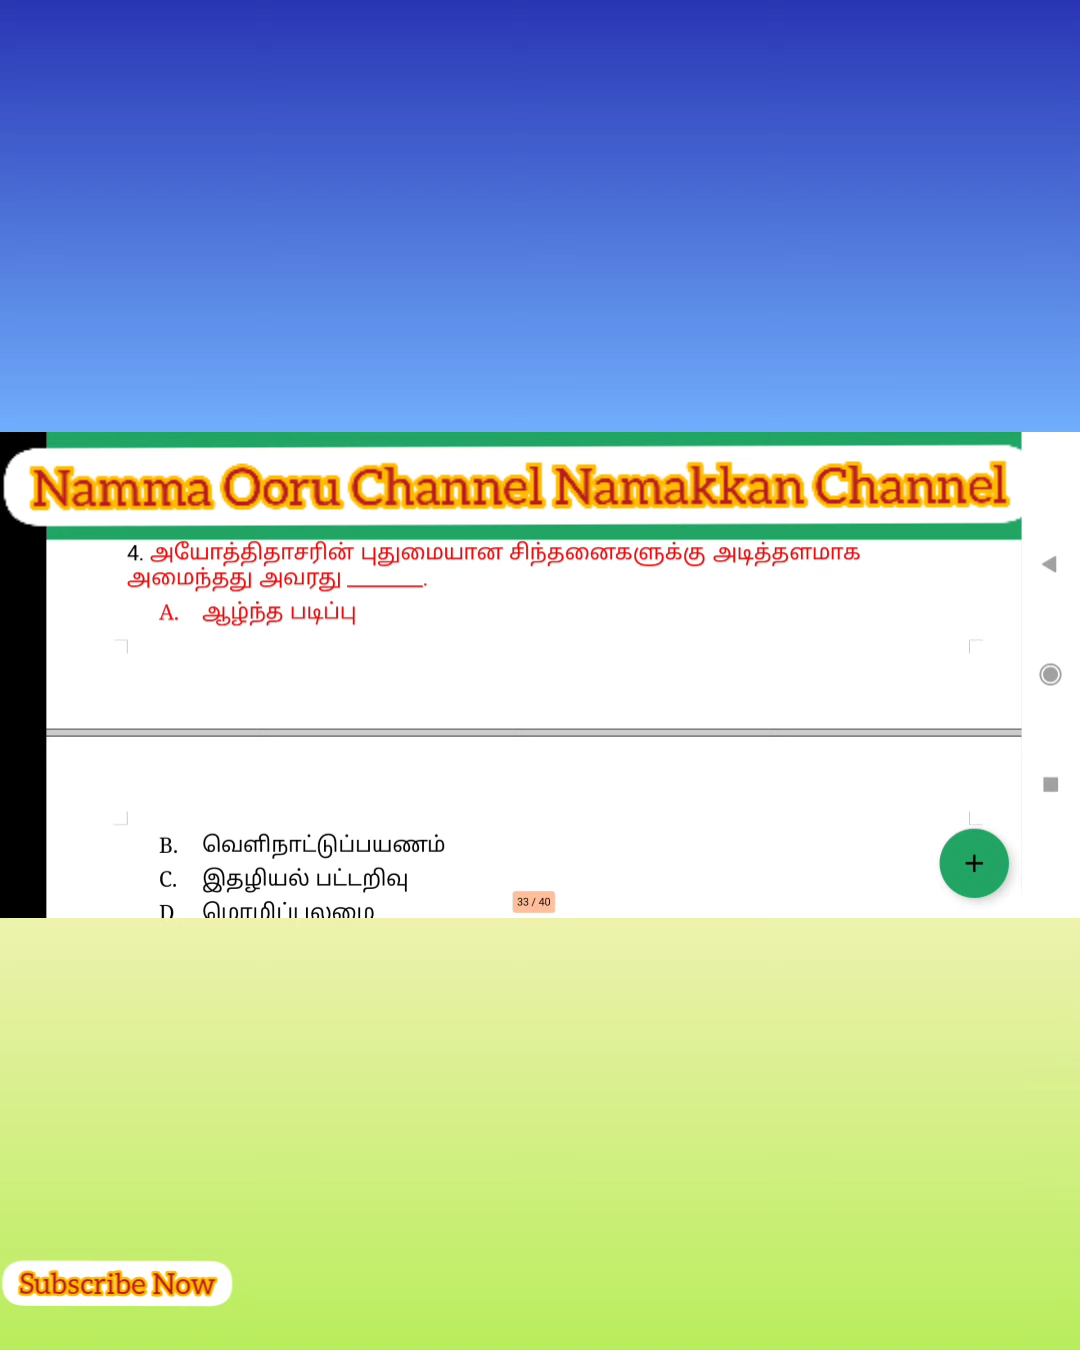 Namma Ooru Channel Namakkan Channel
4. அயோத்திதாசரின் புதுமையான சிந்தனைகளுக்கு அடித்தளமாக
அமைந்தது அவரது ________.
A. ஆழ்ந்த படிப்பு
B. வெளிநாட்டுப்பயணம்
C. இதழியல் பட்டறிவு
D மொழிப்புலமை
33 / 40
Subscribe Now